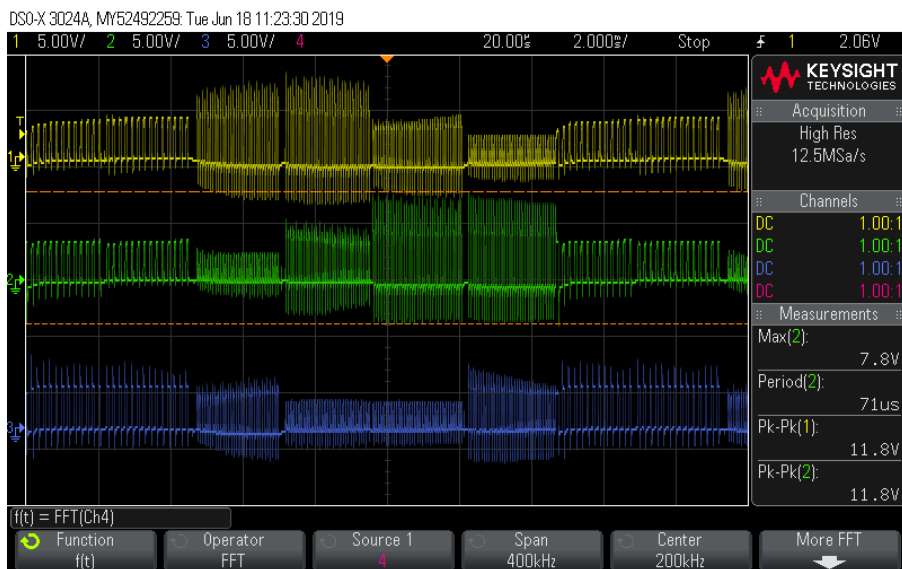 DSO-X 3024A, MY52492259: Tue Jun 18 11:23:30 2019
1 5.00V/ 2 5.00V/ 3 5.00V/ 4 20.00s 2.000ms/ Stop 1 2.06V
KEYSIGHT
TECHNOLOGIES
Acquisition
High Res
12.5MSa/s
Channels
DC 1.00:1
DC 1.00:1
DC 1.00:1
DC 1.00:1
Measurements
Max(2):
7.8V
Period(2):
71us
Pk-Pk(1):
11.8V
Pk-Pk(2):
11.8V
T
1
2
3
f(t) = FFT(Ch4)
Function Operator Source 1 Span Center More FFT
f(t) FFT 4 400kHz 200kHz